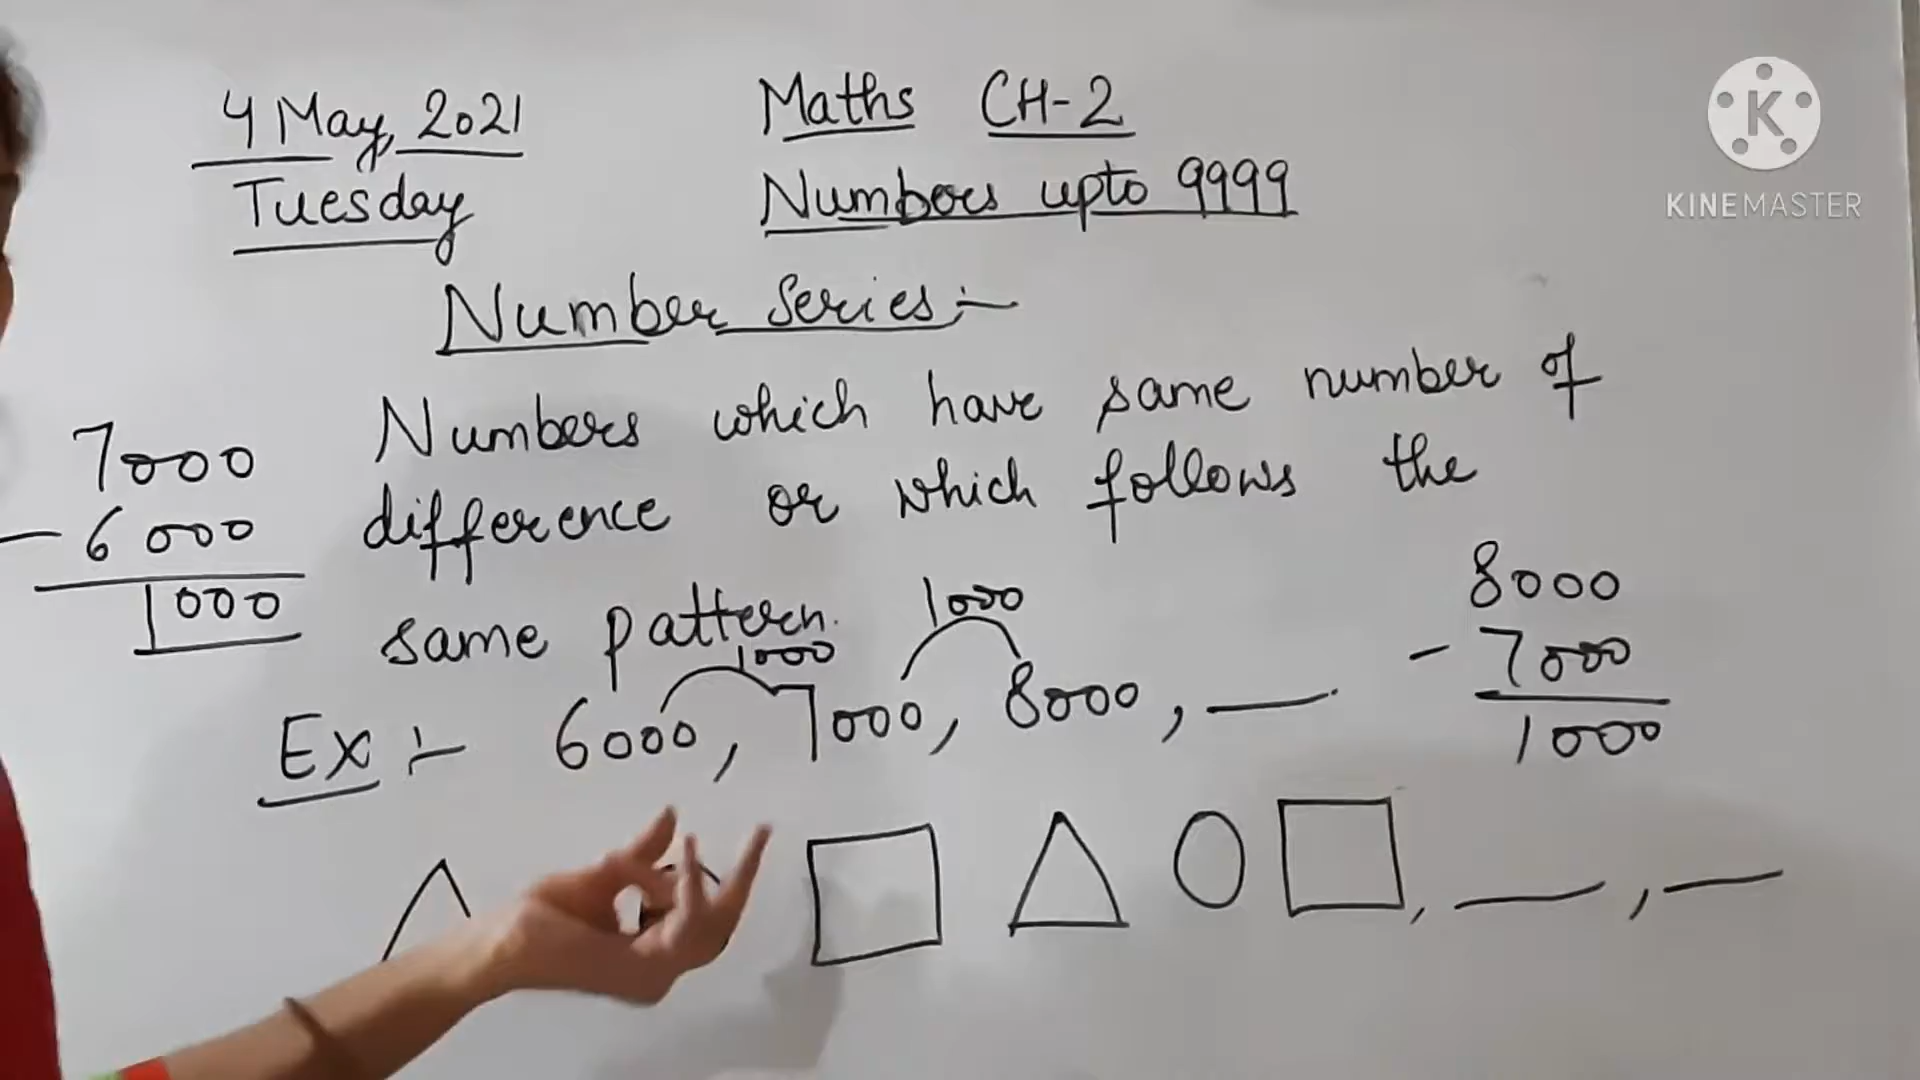 4 May, 2021
Tuesday
Maths CH-2
Numbers upto 9999
Number Series:-
Numbers which have same number of
difference or which follows the
same pattern.
7000
- 6000
1000
1000
1000
Ex :- 6000, 7000, 8000, __
8000
- 7000
1000
K
KINEMASTER